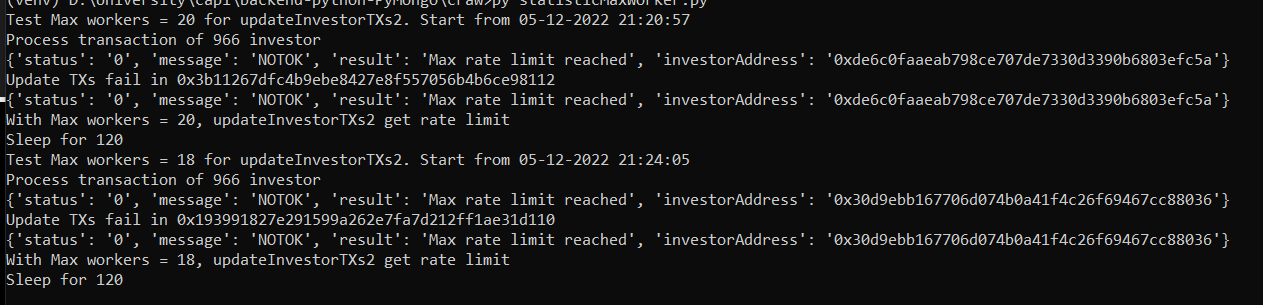 (venv) D:\University\cap1\backend-python-PyMongo\craw>py statisticMaxWorker.py
Test Max workers = 20 for updateInvestorTXs2. Start from 05-12-2022 21:20:57
Process transaction of 966 investor
{'status': '0', 'message': 'NOTOK', 'result': 'Max rate limit reached', 'investorAddress': '0xde6c0faaeab798ce707de7330d3390b6803efc5a'}
Update TXs fail in 0x3b11267dfc4b9ebe8427e8f557056b4b6ce98112
{'status': '0', 'message': 'NOTOK', 'result': 'Max rate limit reached', 'investorAddress': '0xde6c0faaeab798ce707de7330d3390b6803efc5a'}
With Max workers = 20, updateInvestorTXs2 get rate limit
Sleep for 120
Test Max workers = 18 for updateInvestorTXs2. Start from 05-12-2022 21:24:05
Process transaction of 966 investor
{'status': '0', 'message': 'NOTOK', 'result': 'Max rate limit reached', 'investorAddress': '0x30d9ebb167706d074b0a41f4c26f69467cc88036'}
Update TXs fail in 0x193991827e291599a262e7fa7d212ff1ae31d110
{'status': '0', 'message': 'NOTOK', 'result': 'Max rate limit reached', 'investorAddress': '0x30d9ebb167706d074b0a41f4c26f69467cc88036'}
With Max workers = 18, updateInvestorTXs2 get rate limit
Sleep for 120